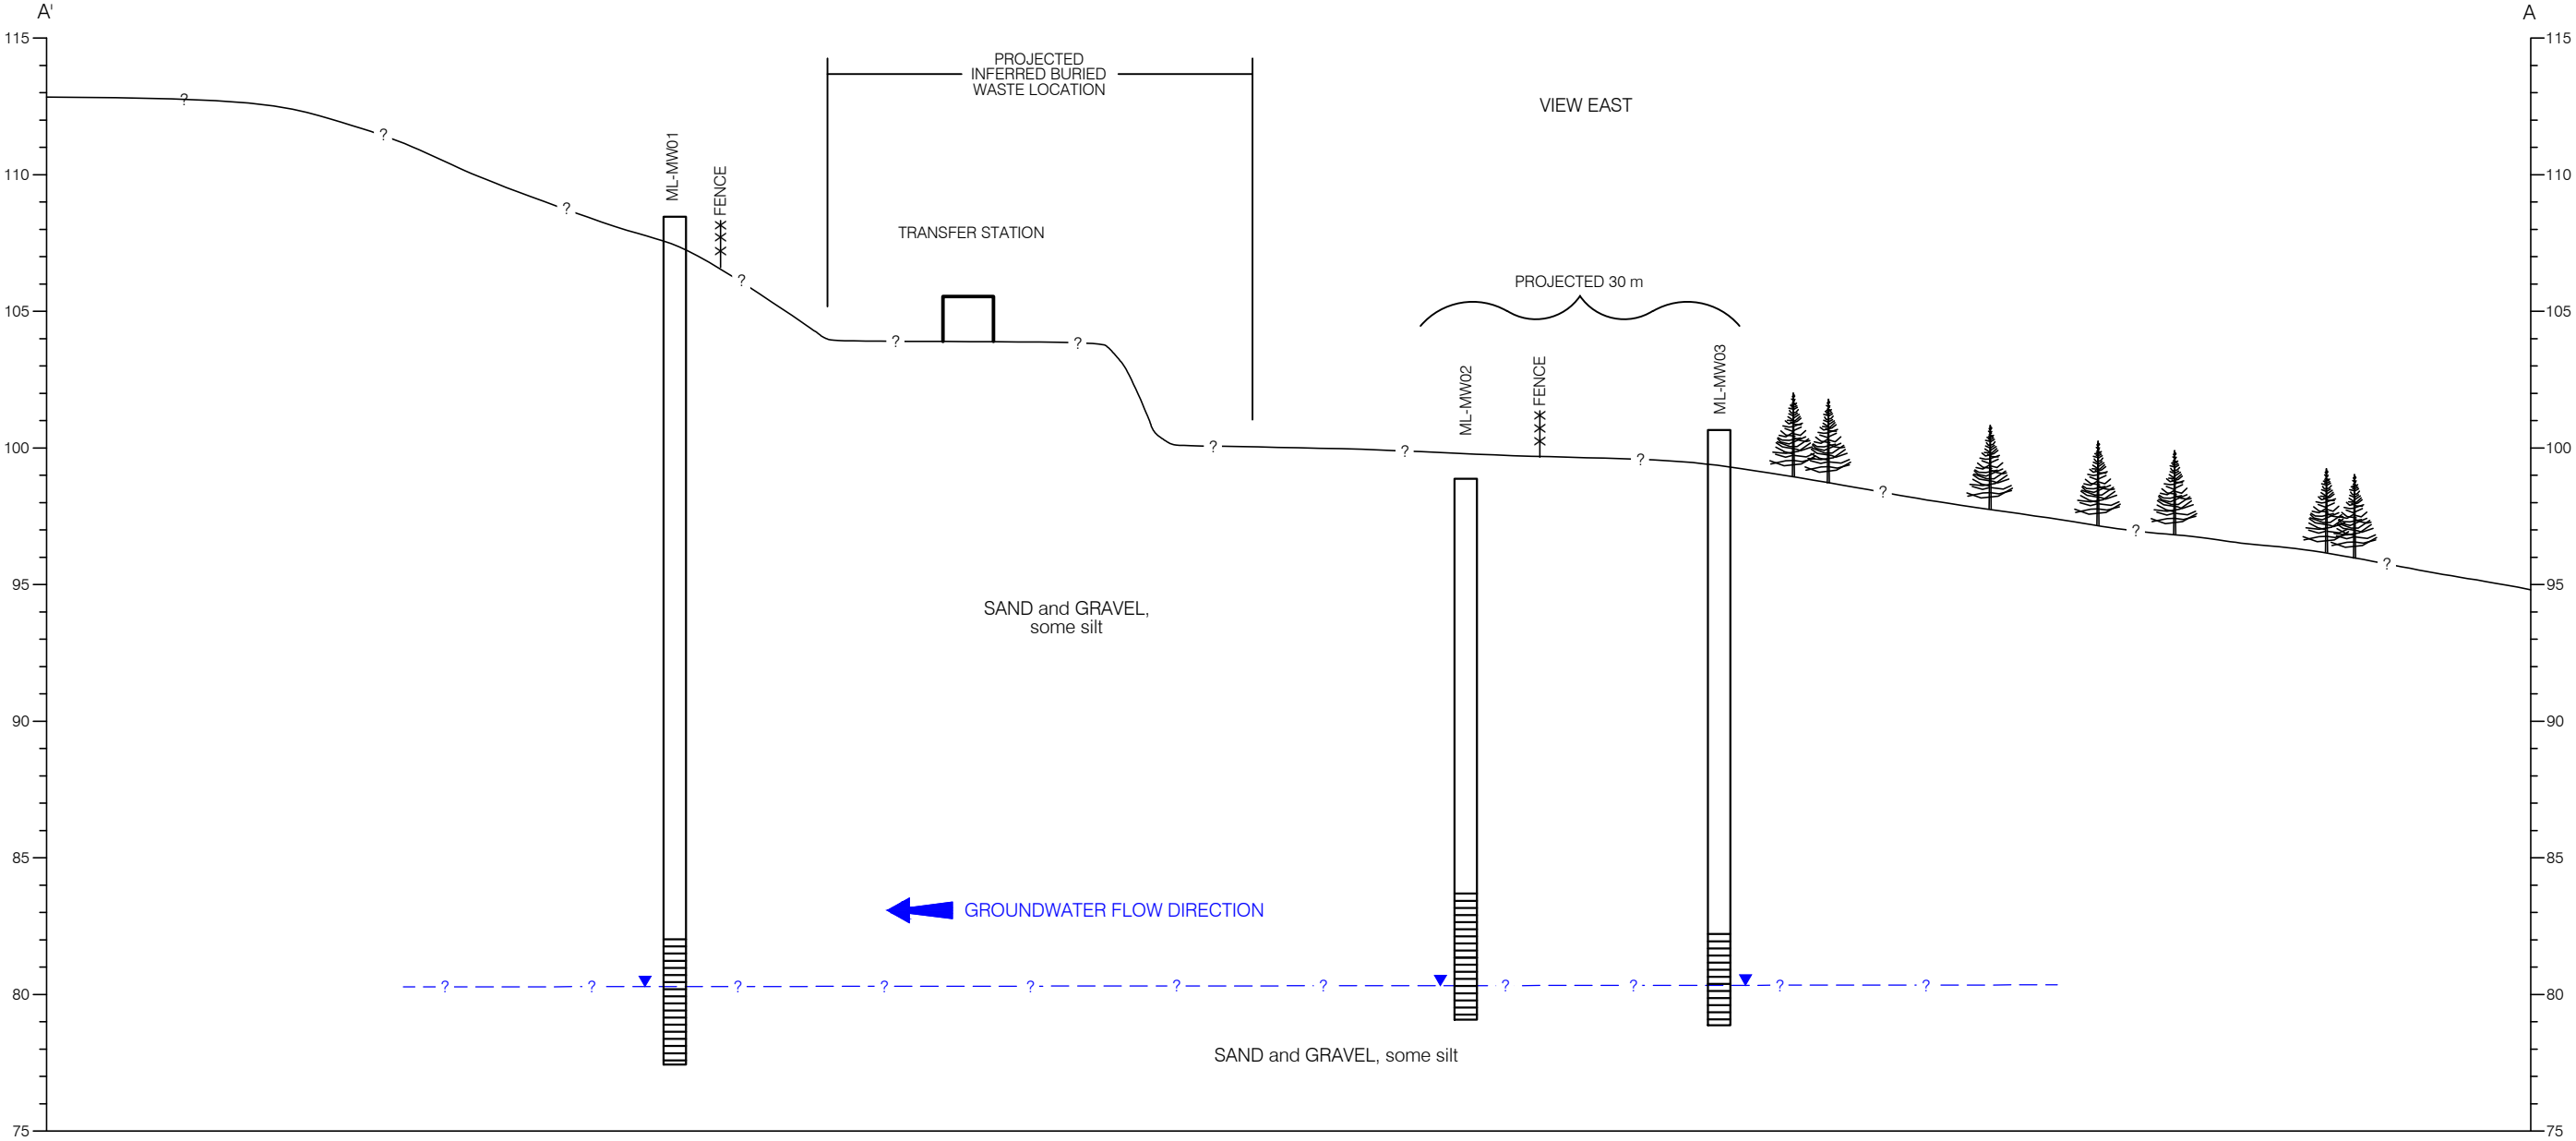 A'
A
115
115
PROJECTED
INFERRED BURIED
WASTE LOCATION
VIEW EAST
?
?
ML-MW01
FENCE
110
110
?
TRANSFER STATION
?
PROJECTED 30 m
105
105
?
?
ML-MW02
FENCE
ML-MW03
100
100
?
?
?
?
?
?
95
95
SAND and GRAVEL,
some silt
90
90
85
85
GROUNDWATER FLOW DIRECTION
80
80
? ? ? ? ? ? ? ? ? ? ?
SAND and GRAVEL, some silt
75
75